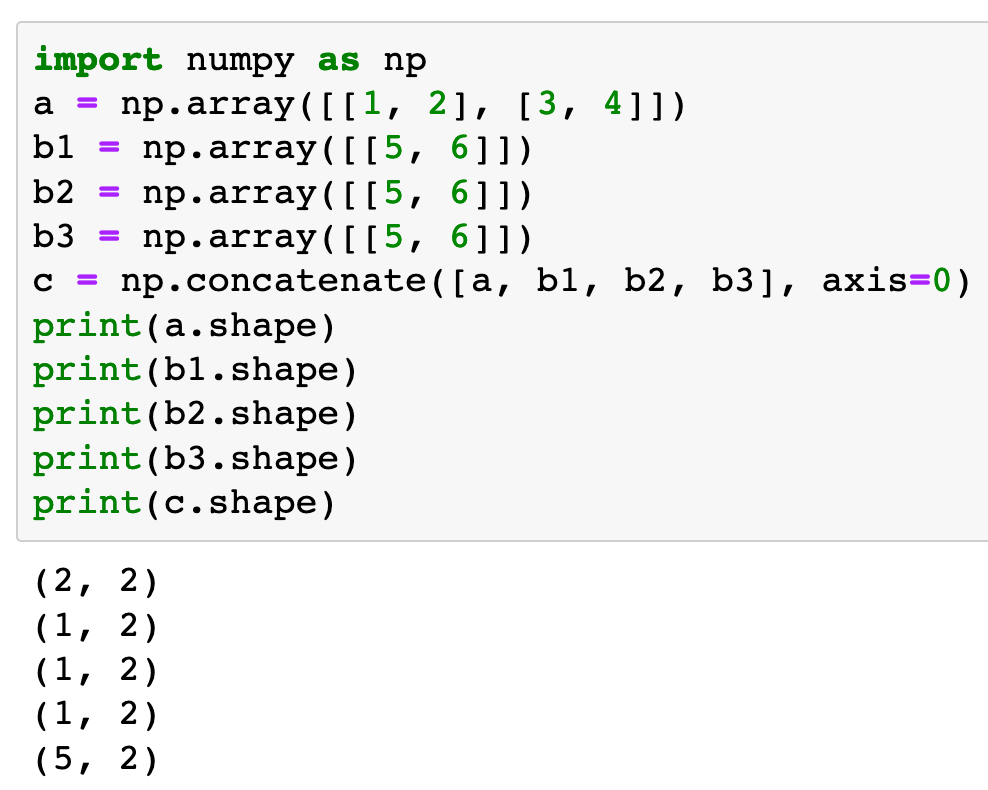 import numpy as np
a = np.array([[1, 2], [3, 4]])
b1 = np.array([[5, 6]])
b2 = np.array([[5, 6]])
b3 = np.array([[5, 6]])
c = np.concatenate([a, b1, b2, b3], axis=0)
print(a.shape)
print(b1.shape)
print(b2.shape)
print(b3.shape)
print(c.shape)
(2, 2)
(1, 2)
(1, 2)
(1, 2)
(5, 2)